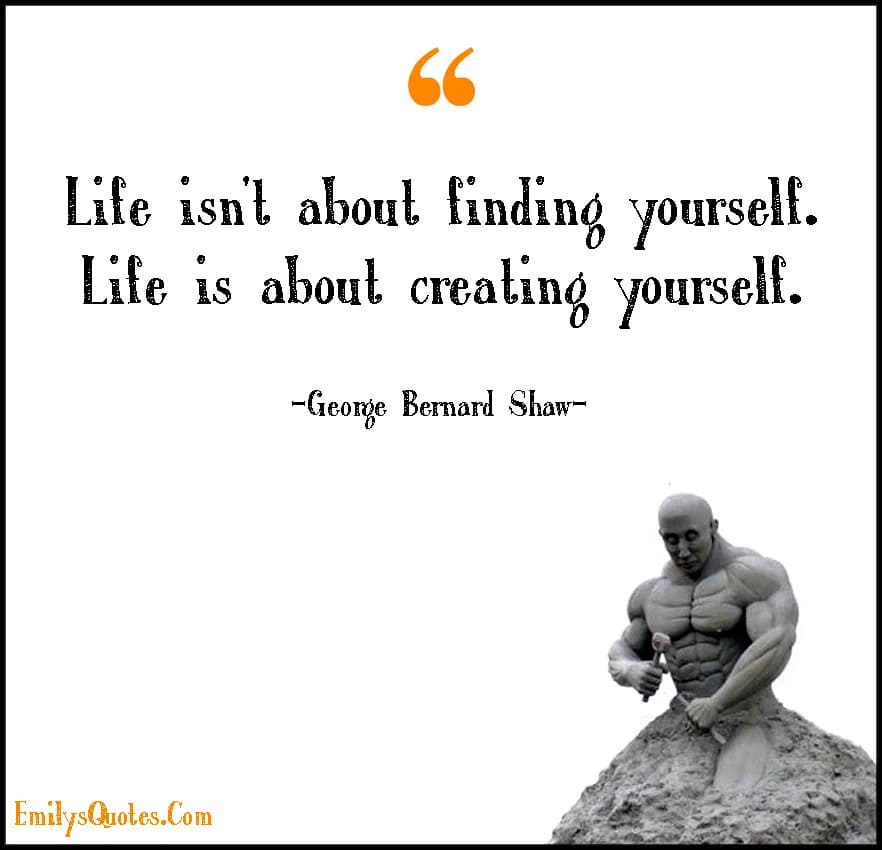 “
Life isn't about finding yourself.
Life is about creating yourself.
-George Bernard Shaw-
EmilysQuotes.Com